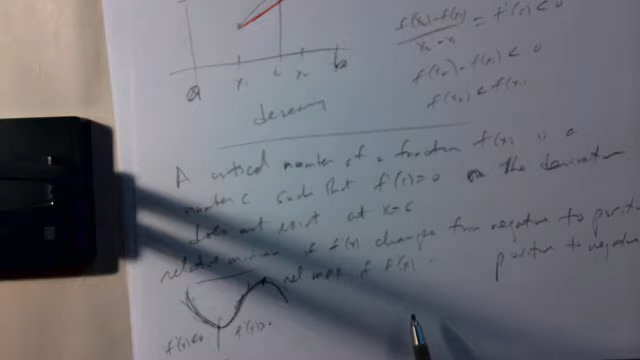 f(x₂)-f(x₁) / x₂-x₁ = f'(c) < 0
f(x₂)-f(x₁) < 0
f(x₂) < f(x₁)
a x₁ c x₂ b
A critical number of a function f(x) is a
number c such that f'(c)=0 or the derivative
does not exist at x=c
relative minimum if f'(x) changes from negative to positive
rel max if f'(x) positive to negative
f'(x)<0 f'(x)>0